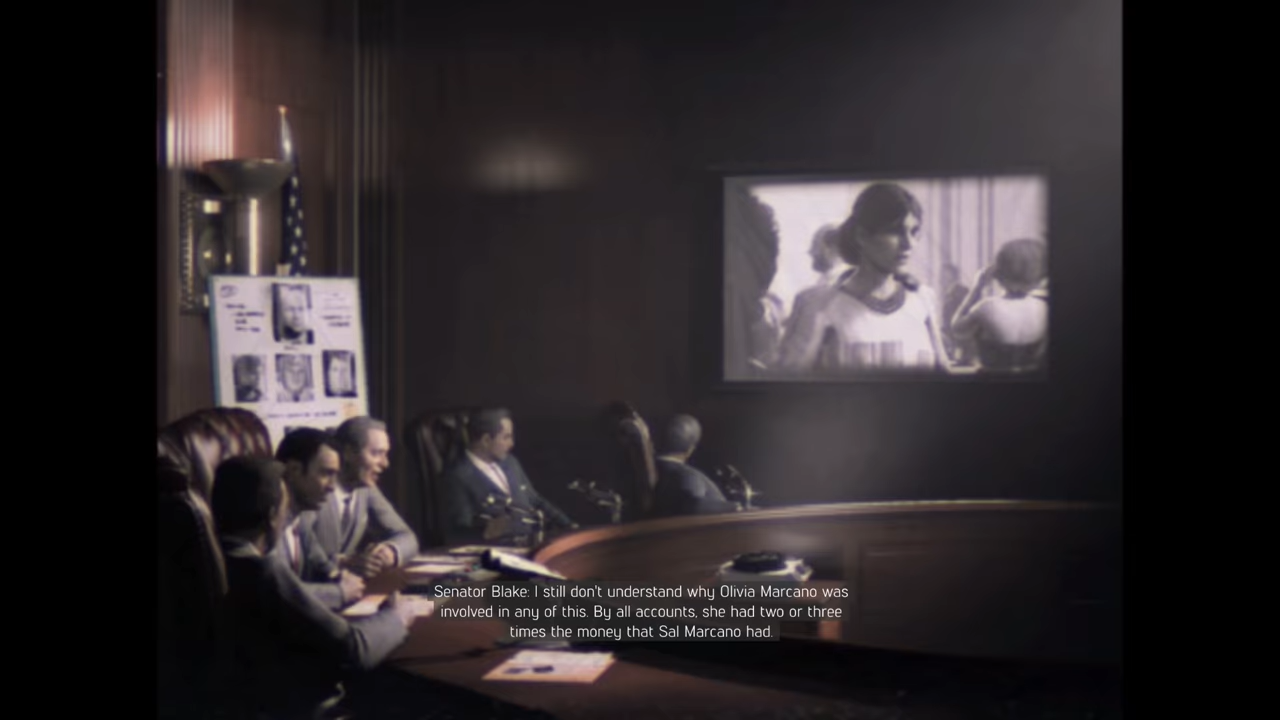 Senator Blake: I still don't understand why Olivia Marcano was
involved in any of this. By all accounts, she had two or three
times the money that Sal Marcano had.